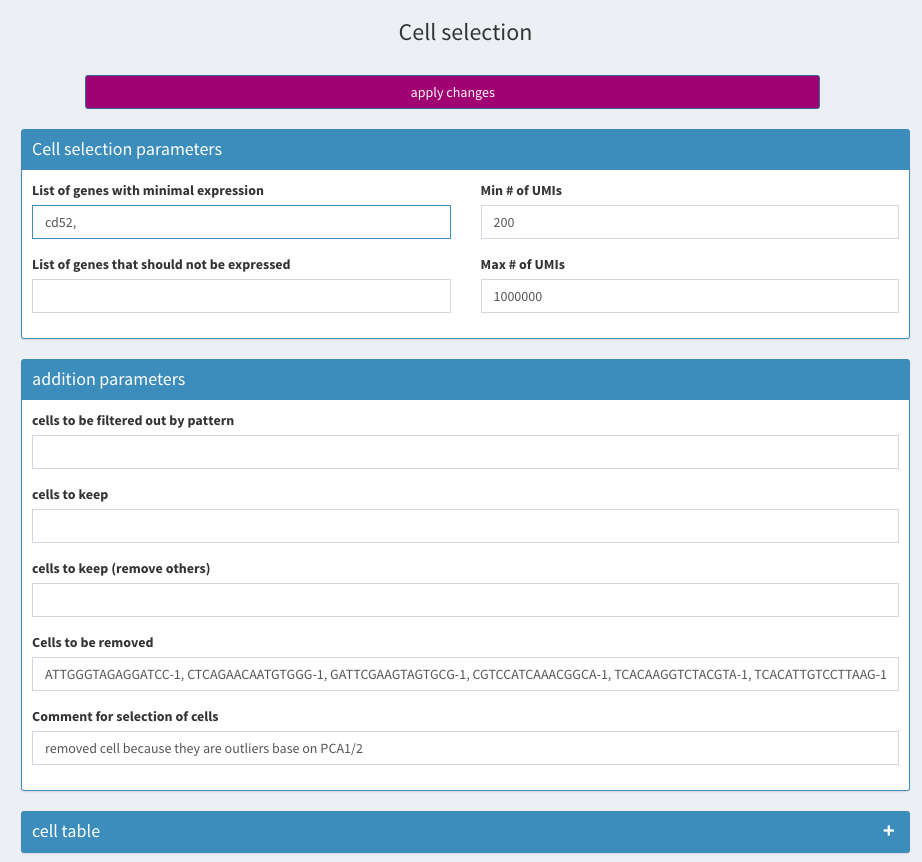 Cell selection
apply changes
Cell selection parameters
List of genes with minimal expression
Min # of UMIs
cd52,
200
List of genes that should not be expressed
Max # of UMIs
1000000
addition parameters
cells to be filtered out by pattern
cells to keep
cells to keep (remove others)
Cells to be removed
ATTGGGTAGAGGATCC-1, CTCAGAACAATGTGGG-1, GATTCGAAGTAGTGCG-1, CGTCCATCAAACGGCA-1, TCACAAGGTCTACGTA-1, TCACATTGTCCTTAAG-1
Comment for selection of cells
removed cell because they are outliers base on PCA1/2
cell table
+